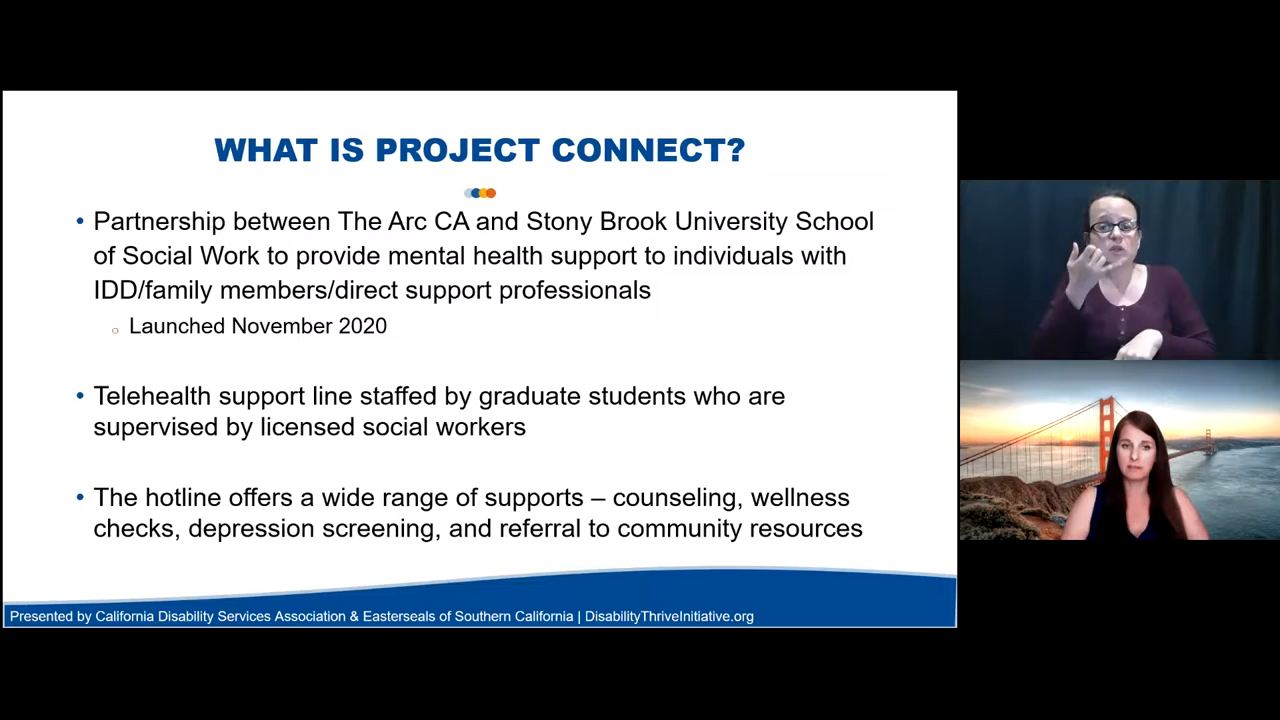 WHAT IS PROJECT CONNECT?
• Partnership between The Arc CA and Stony Brook University School
of Social Work to provide mental health support to individuals with
IDD/family members/direct support professionals
○ Launched November 2020
• Telehealth support line staffed by graduate students who are
supervised by licensed social workers
• The hotline offers a wide range of supports – counseling, wellness
checks, depression screening, and referral to community resources
Presented by California Disability Services Association & Easterseals of Southern California | DisabilityThriveInitiative.org